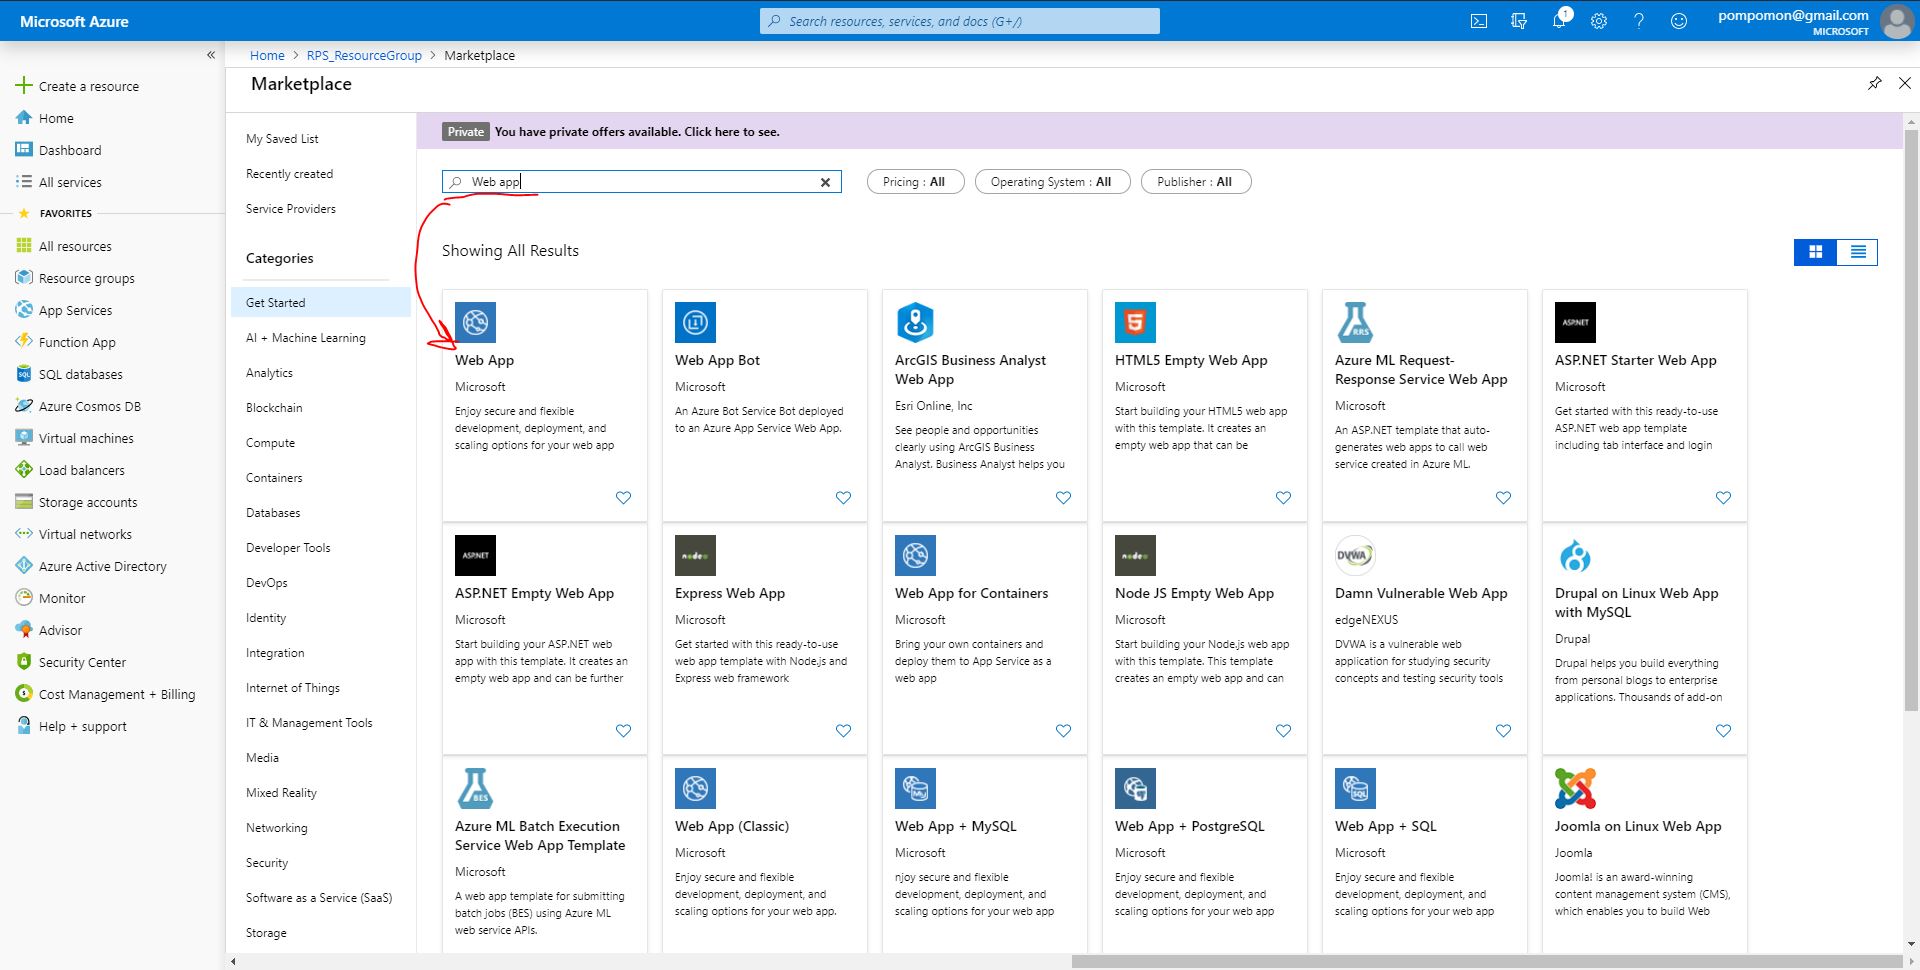 Microsoft Azure
Search resources, services, and docs (G+/)
1
pompomon@gmail.com
MICROSOFT
«
Home > RPS_ResourceGroup > Marketplace
Create a resource
Home
Dashboard
All services
FAVORITES
All resources
Resource groups
App Services
Function App
SQL databases
Azure Cosmos DB
Virtual machines
Load balancers
Storage accounts
Virtual networks
Azure Active Directory
Monitor
Advisor
Security Center
Cost Management + Billing
Help + support
Marketplace
My Saved List
Recently created
Service Providers
Categories
Get Started
AI + Machine Learning
Analytics
Blockchain
Compute
Containers
Databases
Developer Tools
DevOps
Identity
Integration
Internet of Things
IT & Management Tools
Media
Mixed Reality
Networking
Security
Software as a Service (SaaS)
Storage
Private You have private offers available. Click here to see.
Web app
Pricing : All
Operating System : All
Publisher : All
Showing All Results
Web App
Microsoft
Enjoy secure and flexible
development, deployment, and
scaling options for your web app
Web App Bot
Microsoft
An Azure Bot Service Bot deployed
to an Azure App Service Web App.
ArcGIS Business Analyst
Web App
Esri Online, Inc
See people and opportunities
clearly using ArcGIS Business
Analyst. Business Analyst helps you
HTML5 Empty Web App
Microsoft
Start building your HTML5 web app
with this template. It creates an
empty web app that can be
RRS
Azure ML Request-
Response Service Web App
Microsoft
An ASP.NET template that auto-
generates web apps to call web
service created in Azure ML.
ASP.NET
ASP.NET Starter Web App
Microsoft
Get started with this ready-to-use
ASP.NET web app template
including tab interface and login
ASP.NET
ASP.NET Empty Web App
Microsoft
Start building your ASP.NET web
app with this template. It creates an
empty web app and can be further
node
Express Web App
Microsoft
Get started with this ready-to-use
web app template with Node.js and
Express web framework
Web App for Containers
Microsoft
Bring your own containers and
deploy them to App Service as a
web app
node
Node JS Empty Web App
Microsoft
Start building your Node.js web app
with this template. This template
creates an empty web app and can
DVWA
Damn Vulnerable Web App
edgeNEXUS
DVWA is a vulnerable web
application for studying security
concepts and testing security tools
Drupal on Linux Web App
with MySQL
Drupal
Drupal helps you build everything
from personal blogs to enterprise
applications. Thousands of add-on
BES
Azure ML Batch Execution
Service Web App Template
Microsoft
A web app template for submitting
batch jobs (BES) using Azure ML
web service APIs.
Web App (Classic)
Microsoft
Enjoy secure and flexible
development, deployment, and
scaling options for your web app.
My
Web App + MySQL
Microsoft
njoy secure and flexible
development, deployment, and
scaling options for your web app
Web App + PostgreSQL
Microsoft
Enjoy secure and flexible
development, deployment, and
scaling options for your web app
SQL
Web App + SQL
Microsoft
Enjoy secure and flexible
development, deployment, and
scaling options for your web app
Joomla on Linux Web App
Joomla
Joomla! is an award-winning
content management system (CMS),
which enables you to build Web